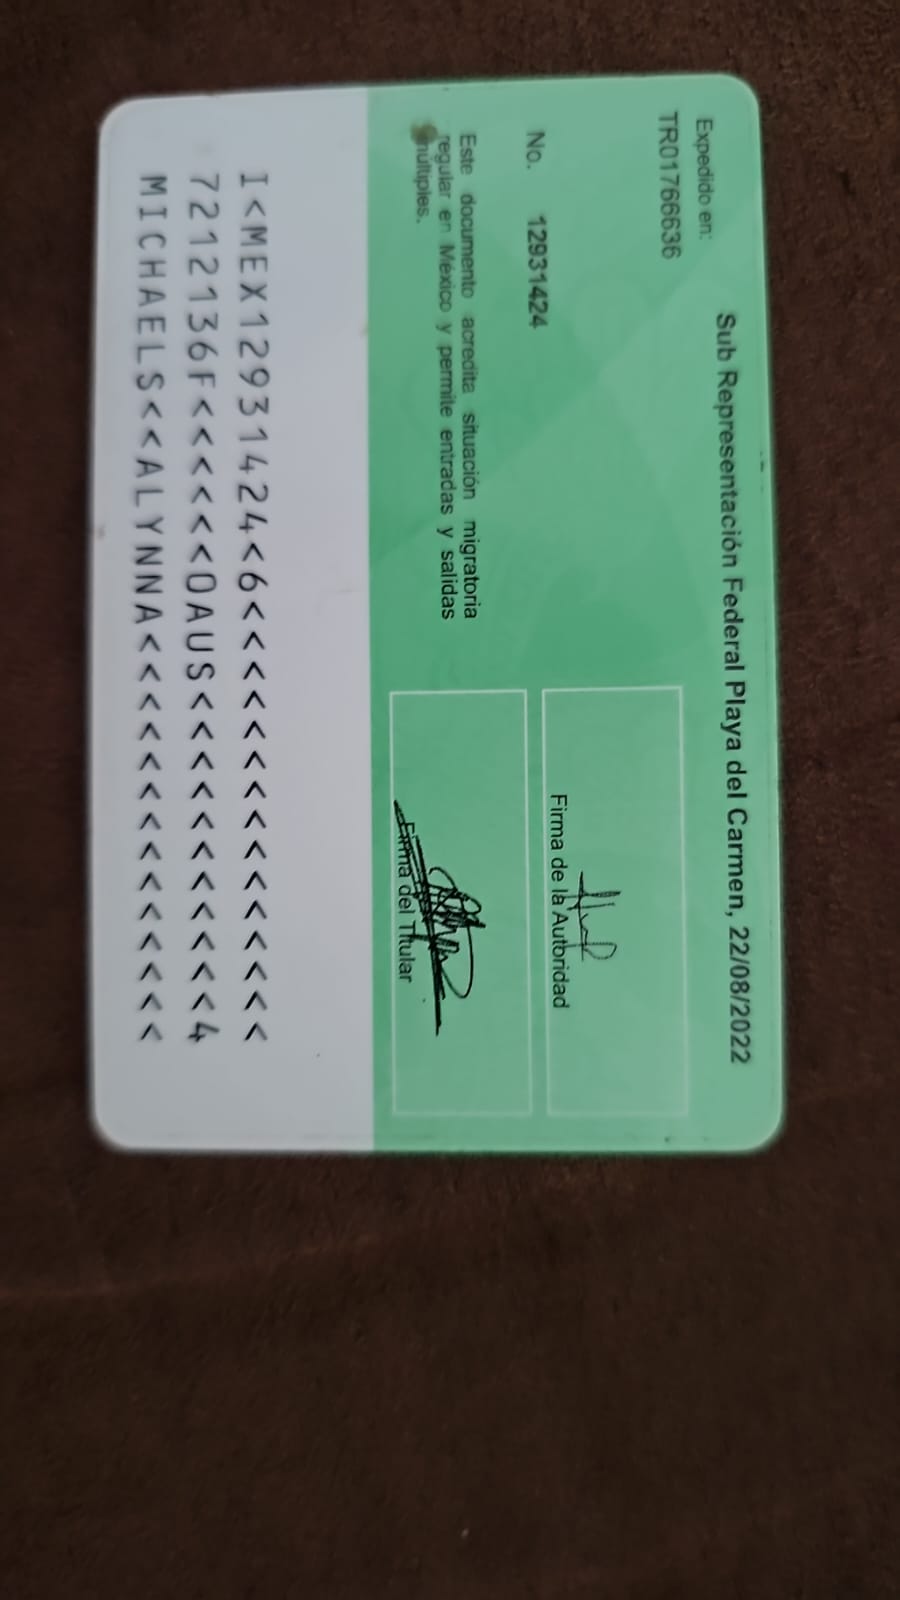 Expedido en:
Sub Representación Federal Playa del Carmen, 22/08/2022
TR01766636
No. 12931424
Este documento acredita situación migratoria
regular en México y permite entradas y salidas
múltiples.
Firma de la Autoridad
Firma del Titular
I<MEX12931424<6<<<<<<<<<<<<<<<
7212136F<<<<<<0AUS<<<<<<<<<<<4
MICHAELS<<ALYNNA<<<<<<<<<<<<<<